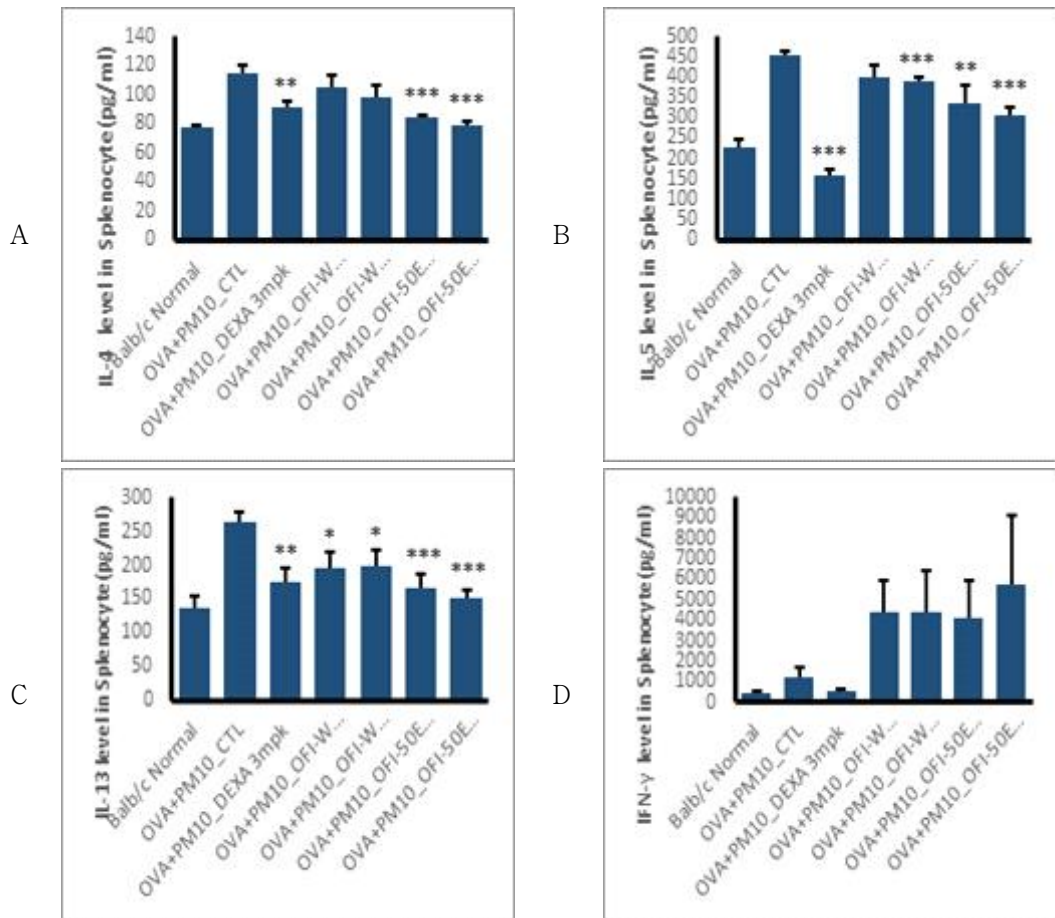 A
IL-4 level in Splenocyte(pg/ml)
140
120
100
80
60
40
20
0
**
***
***
Balb/c Normal
OVA+PM10_CTL
OVA+PM10_DEXA 3mpk
OVA+PM10_OFI-W...
OVA+PM10_OFI-W...
OVA+PM10_OFI-50E...
OVA+PM10_OFI-50E...
B
IL-5 level in Splenocyte(pg/ml)
500
450
400
350
300
250
200
150
100
50
0
***
***
**
***
Balb/c Normal
OVA+PM10_CTL
OVA+PM10_DEXA 3mpk
OVA+PM10_OFI-W...
OVA+PM10_OFI-W...
OVA+PM10_OFI-50E...
OVA+PM10_OFI-50E...
C
IL-13 level in Splenocyte(pg/ml)
300
250
200
150
100
50
0
**
*
*
***
***
Balb/c Normal
OVA+PM10_CTL
OVA+PM10_DEXA 3mpk
OVA+PM10_OFI-W...
OVA+PM10_OFI-W...
OVA+PM10_OFI-50E...
OVA+PM10_OFI-50E...
D
IFN-γ level in Splenocyte(pg/ml)
10000
9000
8000
7000
6000
5000
4000
3000
2000
1000
0
Balb/c Normal
OVA+PM10_CTL
OVA+PM10_DEXA 3mpk
OVA+PM10_OFI-W...
OVA+PM10_OFI-W...
OVA+PM10_OFI-50E...
OVA+PM10_OFI-50E...